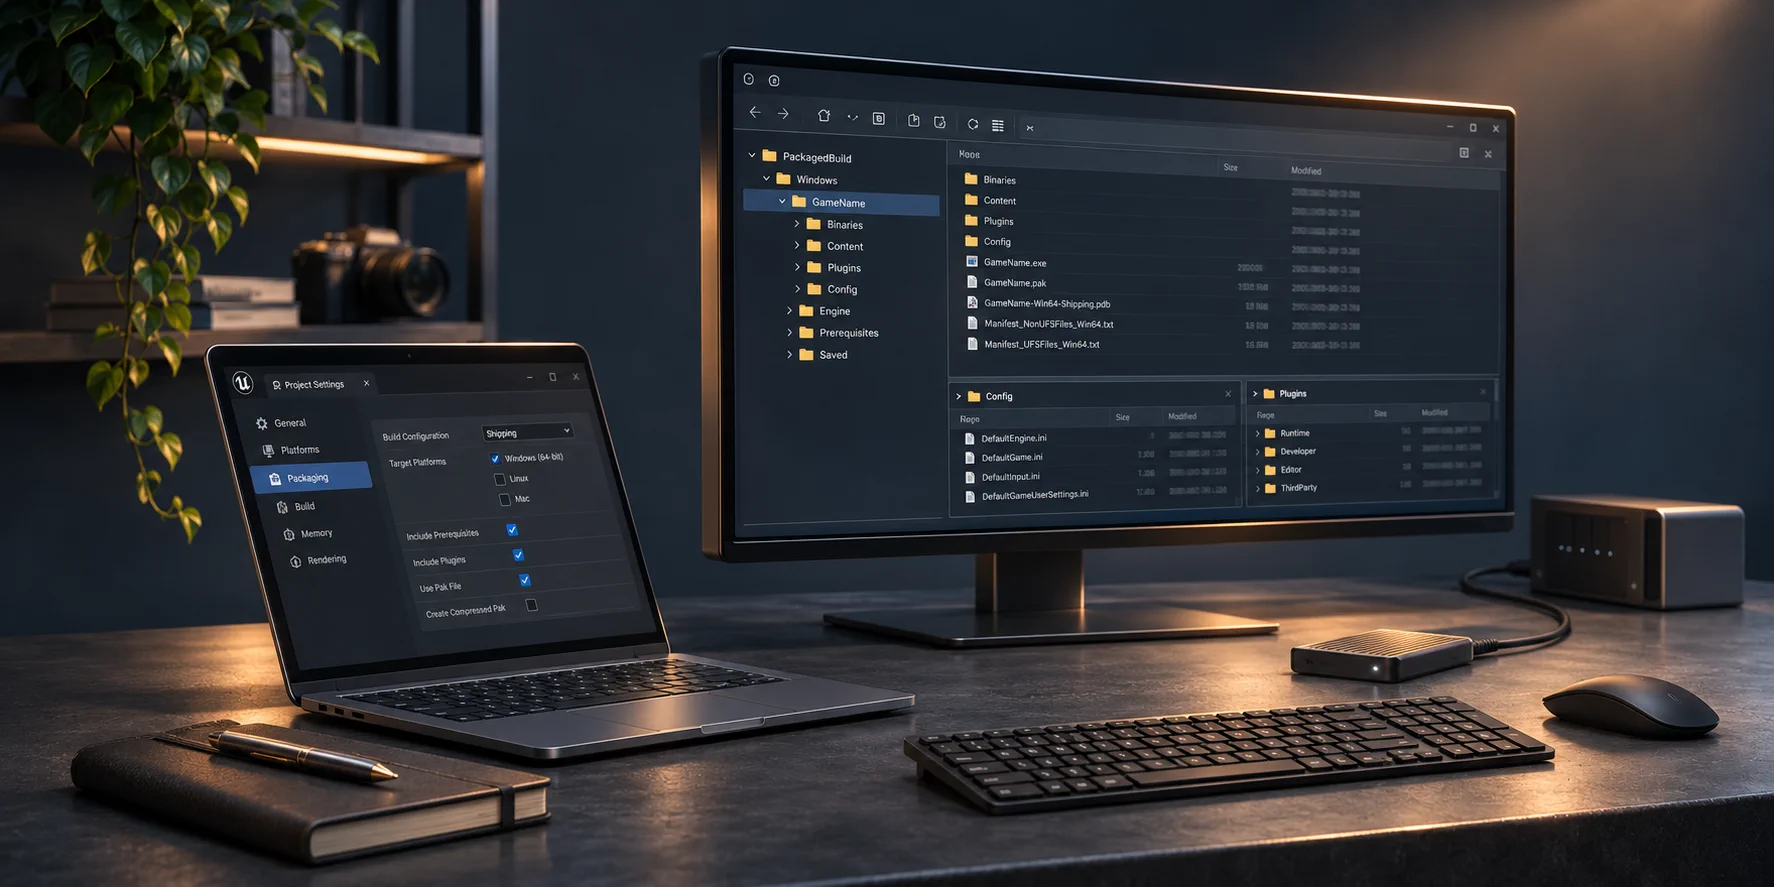 Project Settings
General
Platforms
Packaging
Build
Memory
Rendering
Build Configuration
Shipping
Target Platforms
Windows (64-bit)
Linux
Mac
Include Prerequisites
Include Plugins
Use Pak File
Create Compressed Pak
PackagedBuild
Windows
GameName
Binaries
Content
Plugins
Config
Engine
Prerequisites
Saved
Size Modified
Binaries
Content
Plugins
Config
GameName.exe
GameName.pak
GameName-Win64-Shipping.pdb
Manifest_NonUFSFiles_Win64.txt
Manifest_UFSFiles_Win64.txt
Config
Size Modified
DefaultEngine.ini
DefaultGame.ini
DefaultInput.ini
DefaultGameUserSettings.ini
Plugins
Size Modified
Runtime
Developer
Editor
ThirdParty